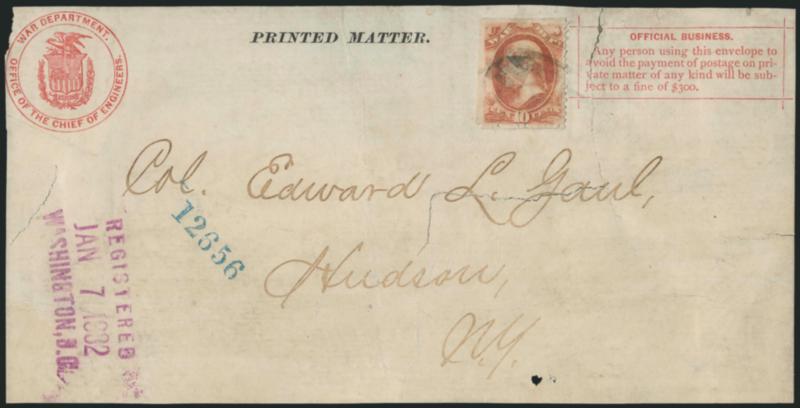 WAR DEPARTMENT.
OFFICE OF THE CHIEF OF ENGINEERS.
PRINTED MATTER.
10
OFFICIAL BUSINESS.
Any person using this envelope to
avoid the payment of postage on pri-
vate matter of any kind will be sub-
ject to a fine of $300.
Col. Edward L. Gaul,
12656
Hudson,
N.Y.
REGISTERED
JAN 7 1882
WASHINGTON, D.C.